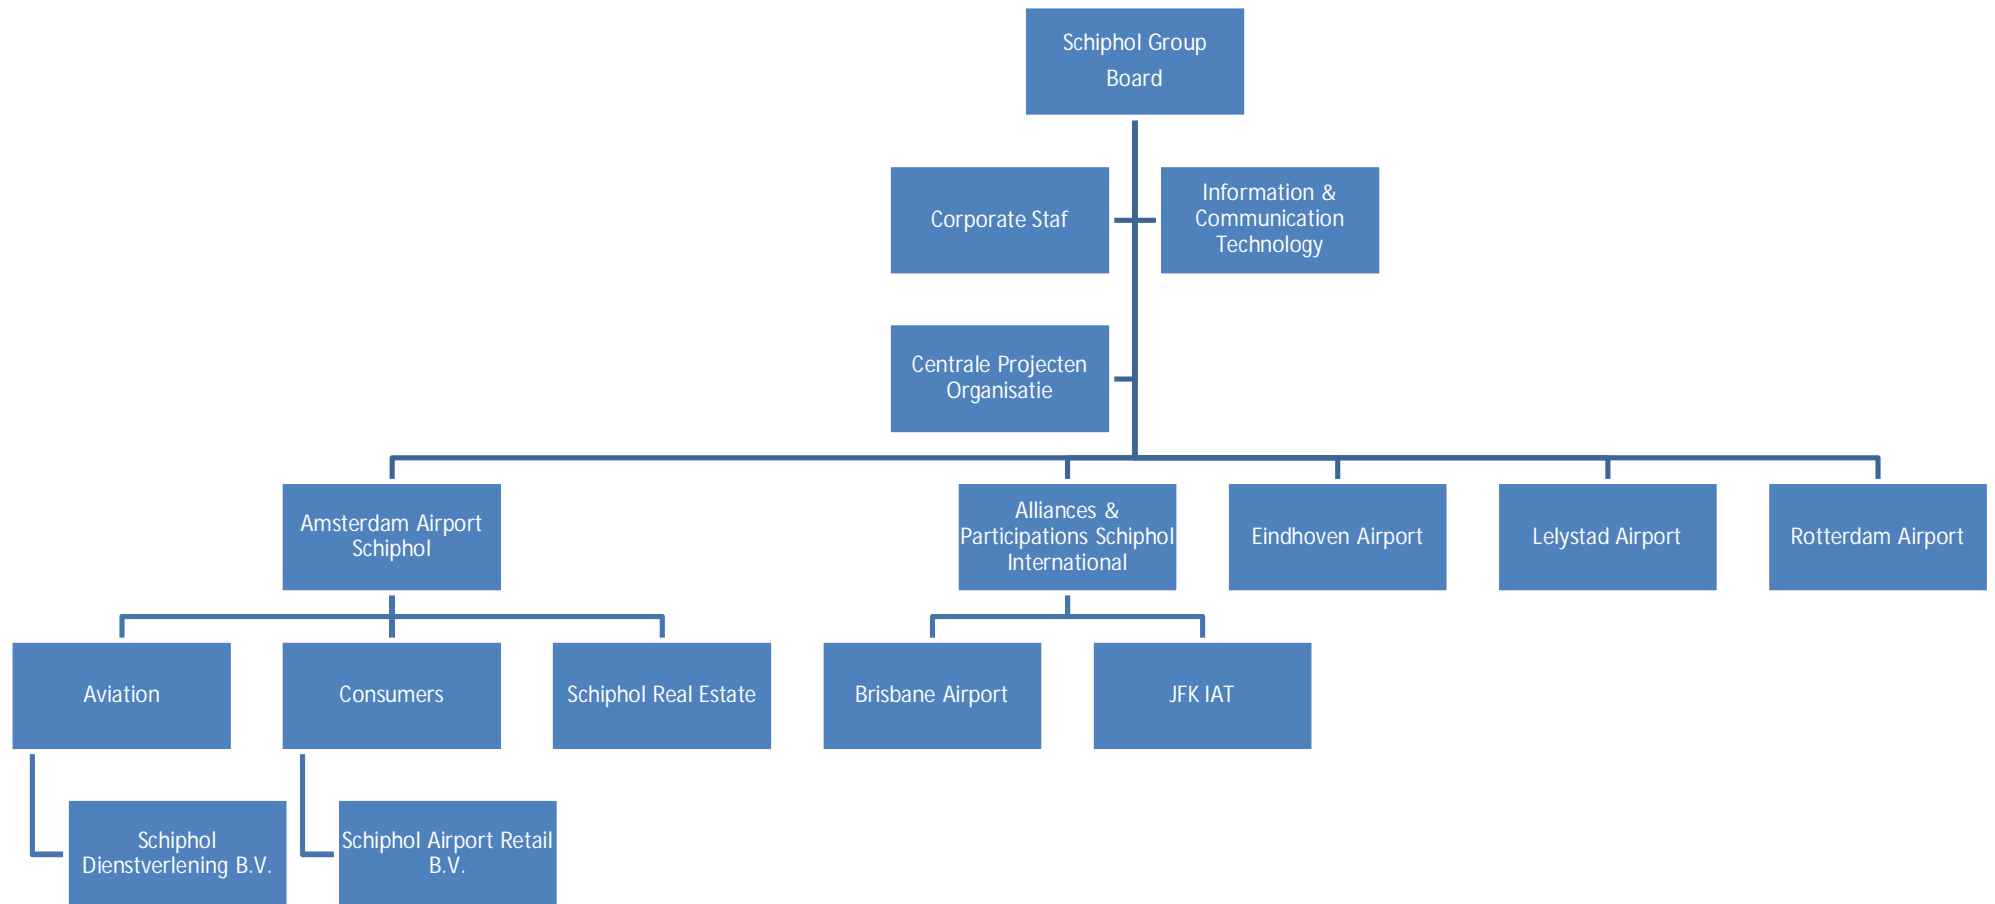 Schiphol Group
Board
Corporate Staf
Information &
Communication
Technology
Centrale Projecten
Organisatie
Amsterdam Airport
Schiphol
Alliances &
Participations Schiphol
International
Eindhoven Airport
Lelystad Airport
Rotterdam Airport
Aviation
Consumers
Schiphol Real Estate
Brisbane Airport
JFK IAT
Schiphol
Dienstverlening B.V.
Schiphol Airport Retail
B.V.